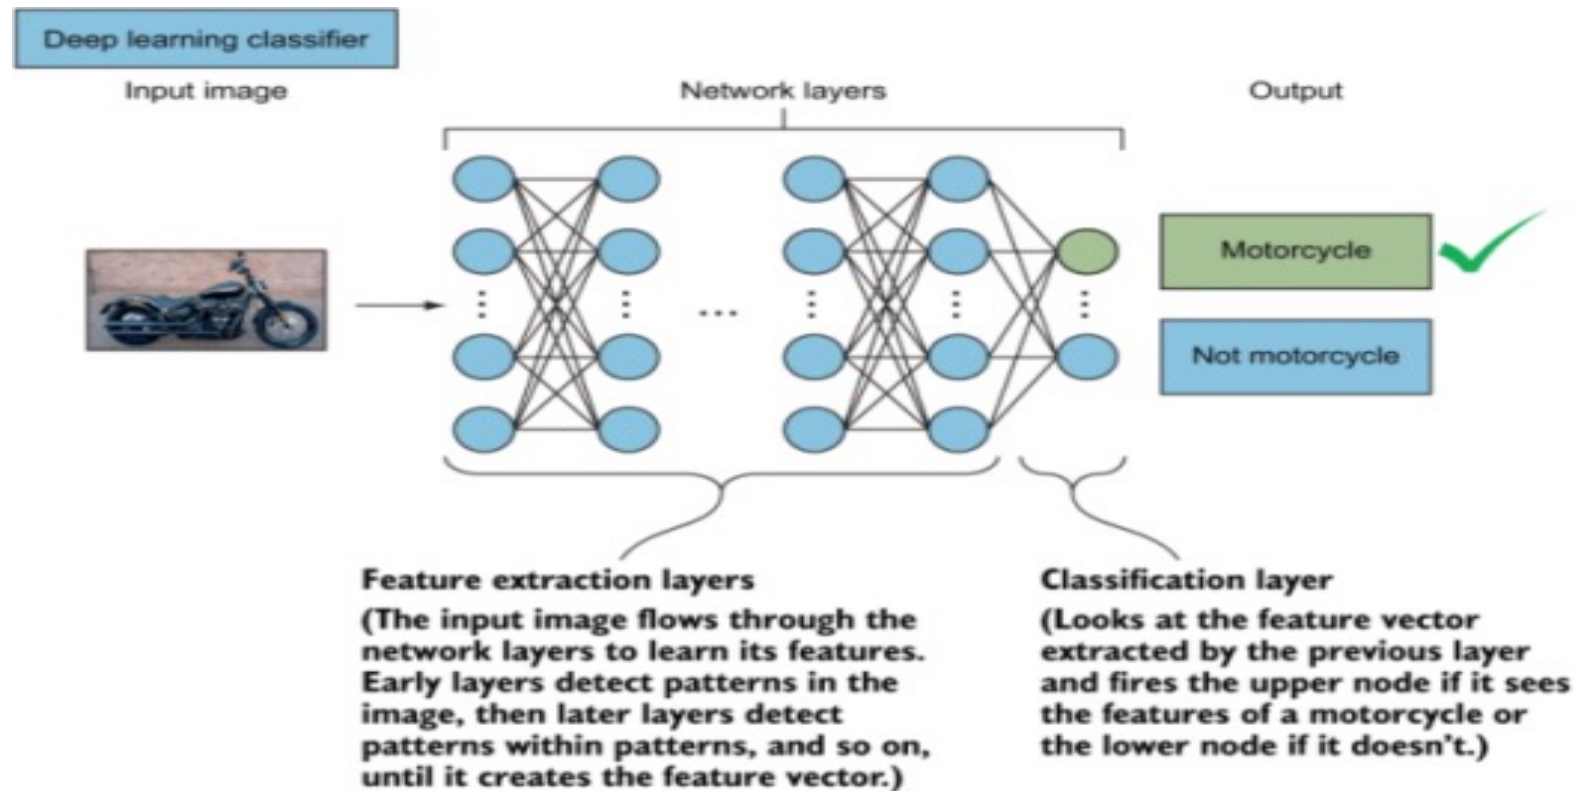 Deep learning classifier
Input image
Network layers
Output
Motorcycle
Not motorcycle
Feature extraction layers
(The input image flows through the
network layers to learn its features.
Early layers detect patterns in the
image, then later layers detect
patterns within patterns, and so on,
until it creates the feature vector.)
Classification layer
(Looks at the feature vector
extracted by the previous layer
and fires the upper node if it sees
the features of a motorcycle or
the lower node if it doesn't.)